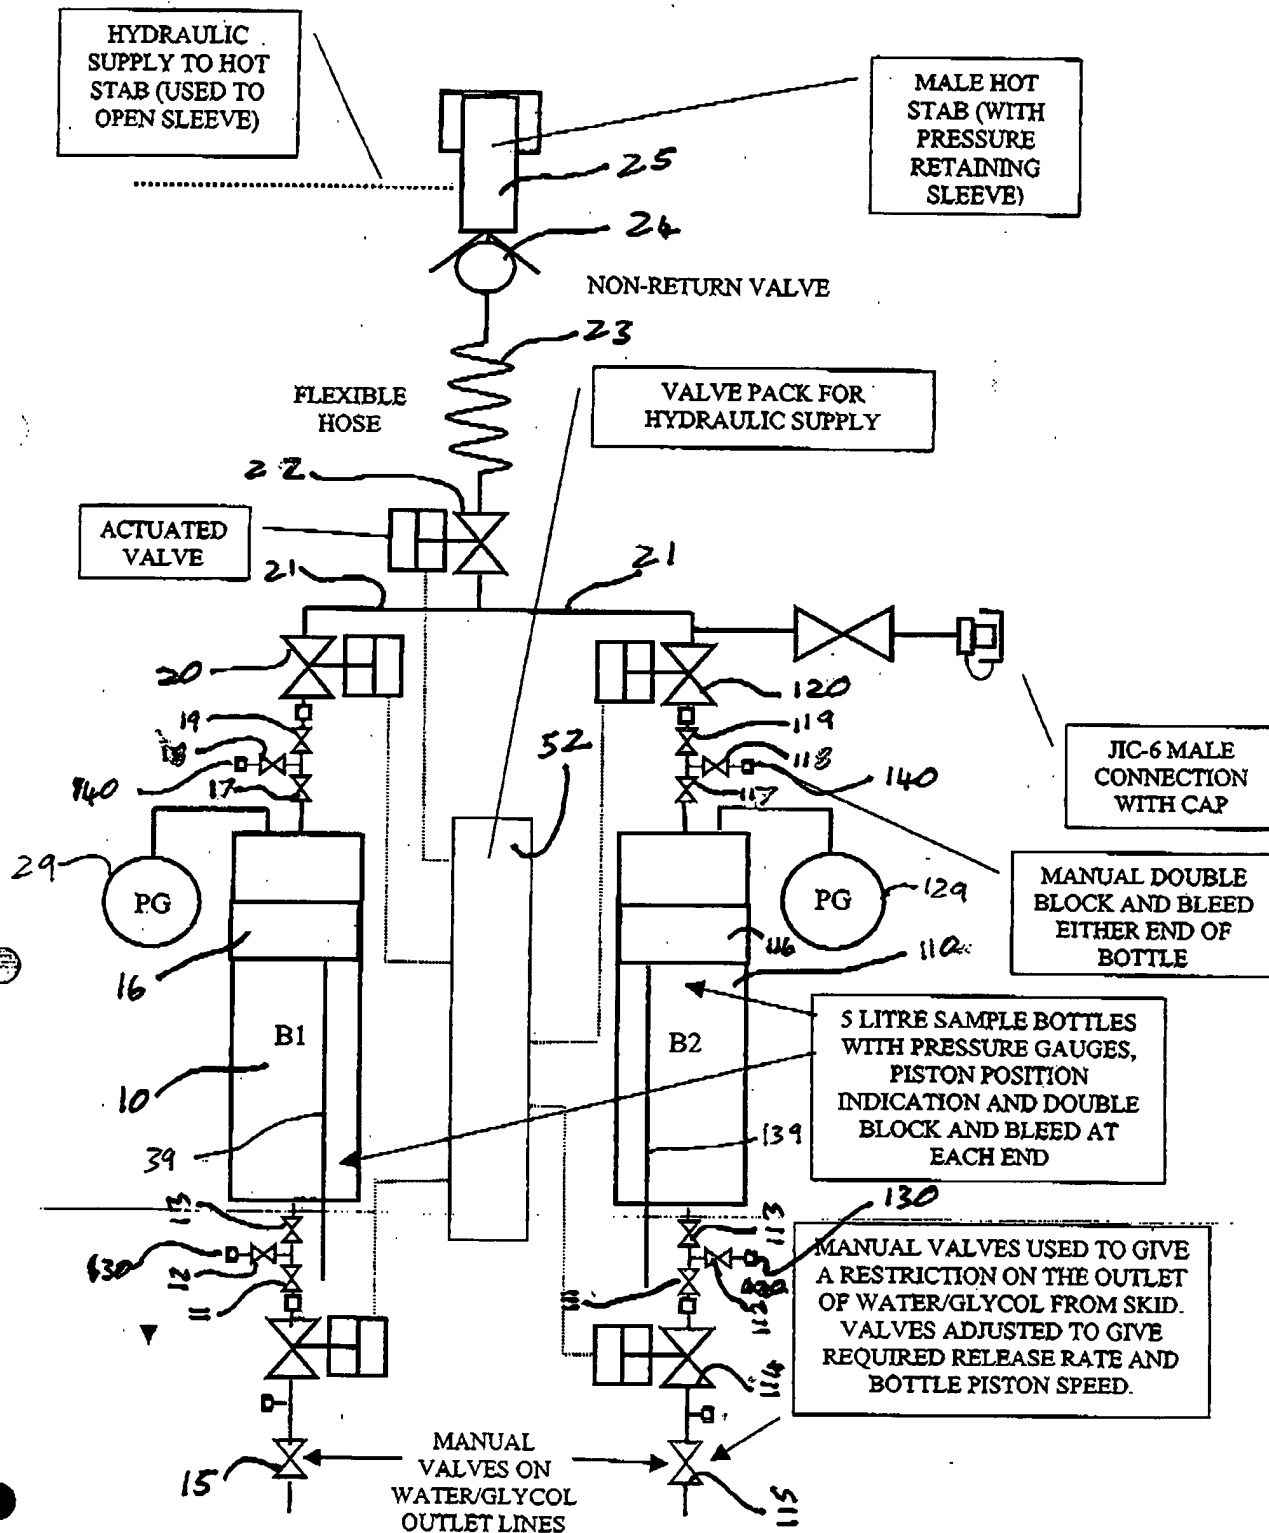 HYDRAULIC
SUPPLY TO HOT
STAB (USED TO
OPEN SLEEVE)
MALE HOT
STAB (WITH
PRESSURE
RETAINING
SLEEVE)
25
24
NON-RETURN VALVE
23
FLEXIBLE
HOSE
VALVE PACK FOR
HYDRAULIC SUPPLY
22
ACTUATED
VALVE
21
21
20
120
19
119
52
118
140
140
17
117
JIC-6 MALE
CONNECTION
WITH CAP
29
PG
PG
129
MANUAL DOUBLE
BLOCK AND BLEED
EITHER END OF
BOTTLE
16
116
110
B1
B2
10
5 LITRE SAMPLE BOTTLES
WITH PRESSURE GAUGES,
PISTON POSITION
INDICATION AND DOUBLE
BLOCK AND BLEED AT
EACH END
39
139
13
113
130
12
112
11
111
MANUAL VALVES USED TO GIVE
A RESTRICTION ON THE OUTLET
OF WATER/GLYCOL FROM SKID.
VALVES ADJUSTED TO GIVE
REQUIRED RELEASE RATE AND
BOTTLE PISTON SPEED.
114
MANUAL
VALVES ON
WATER/GLYCOL
OUTLET LINES
15
115